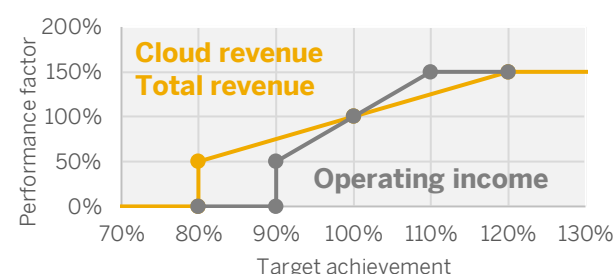 200%
Cloud revenue
150%
Total revenue
100%
50%
Operating income
0%
Performance factor
70% 80% 90% 100% 110% 120% 130%
Target achievement